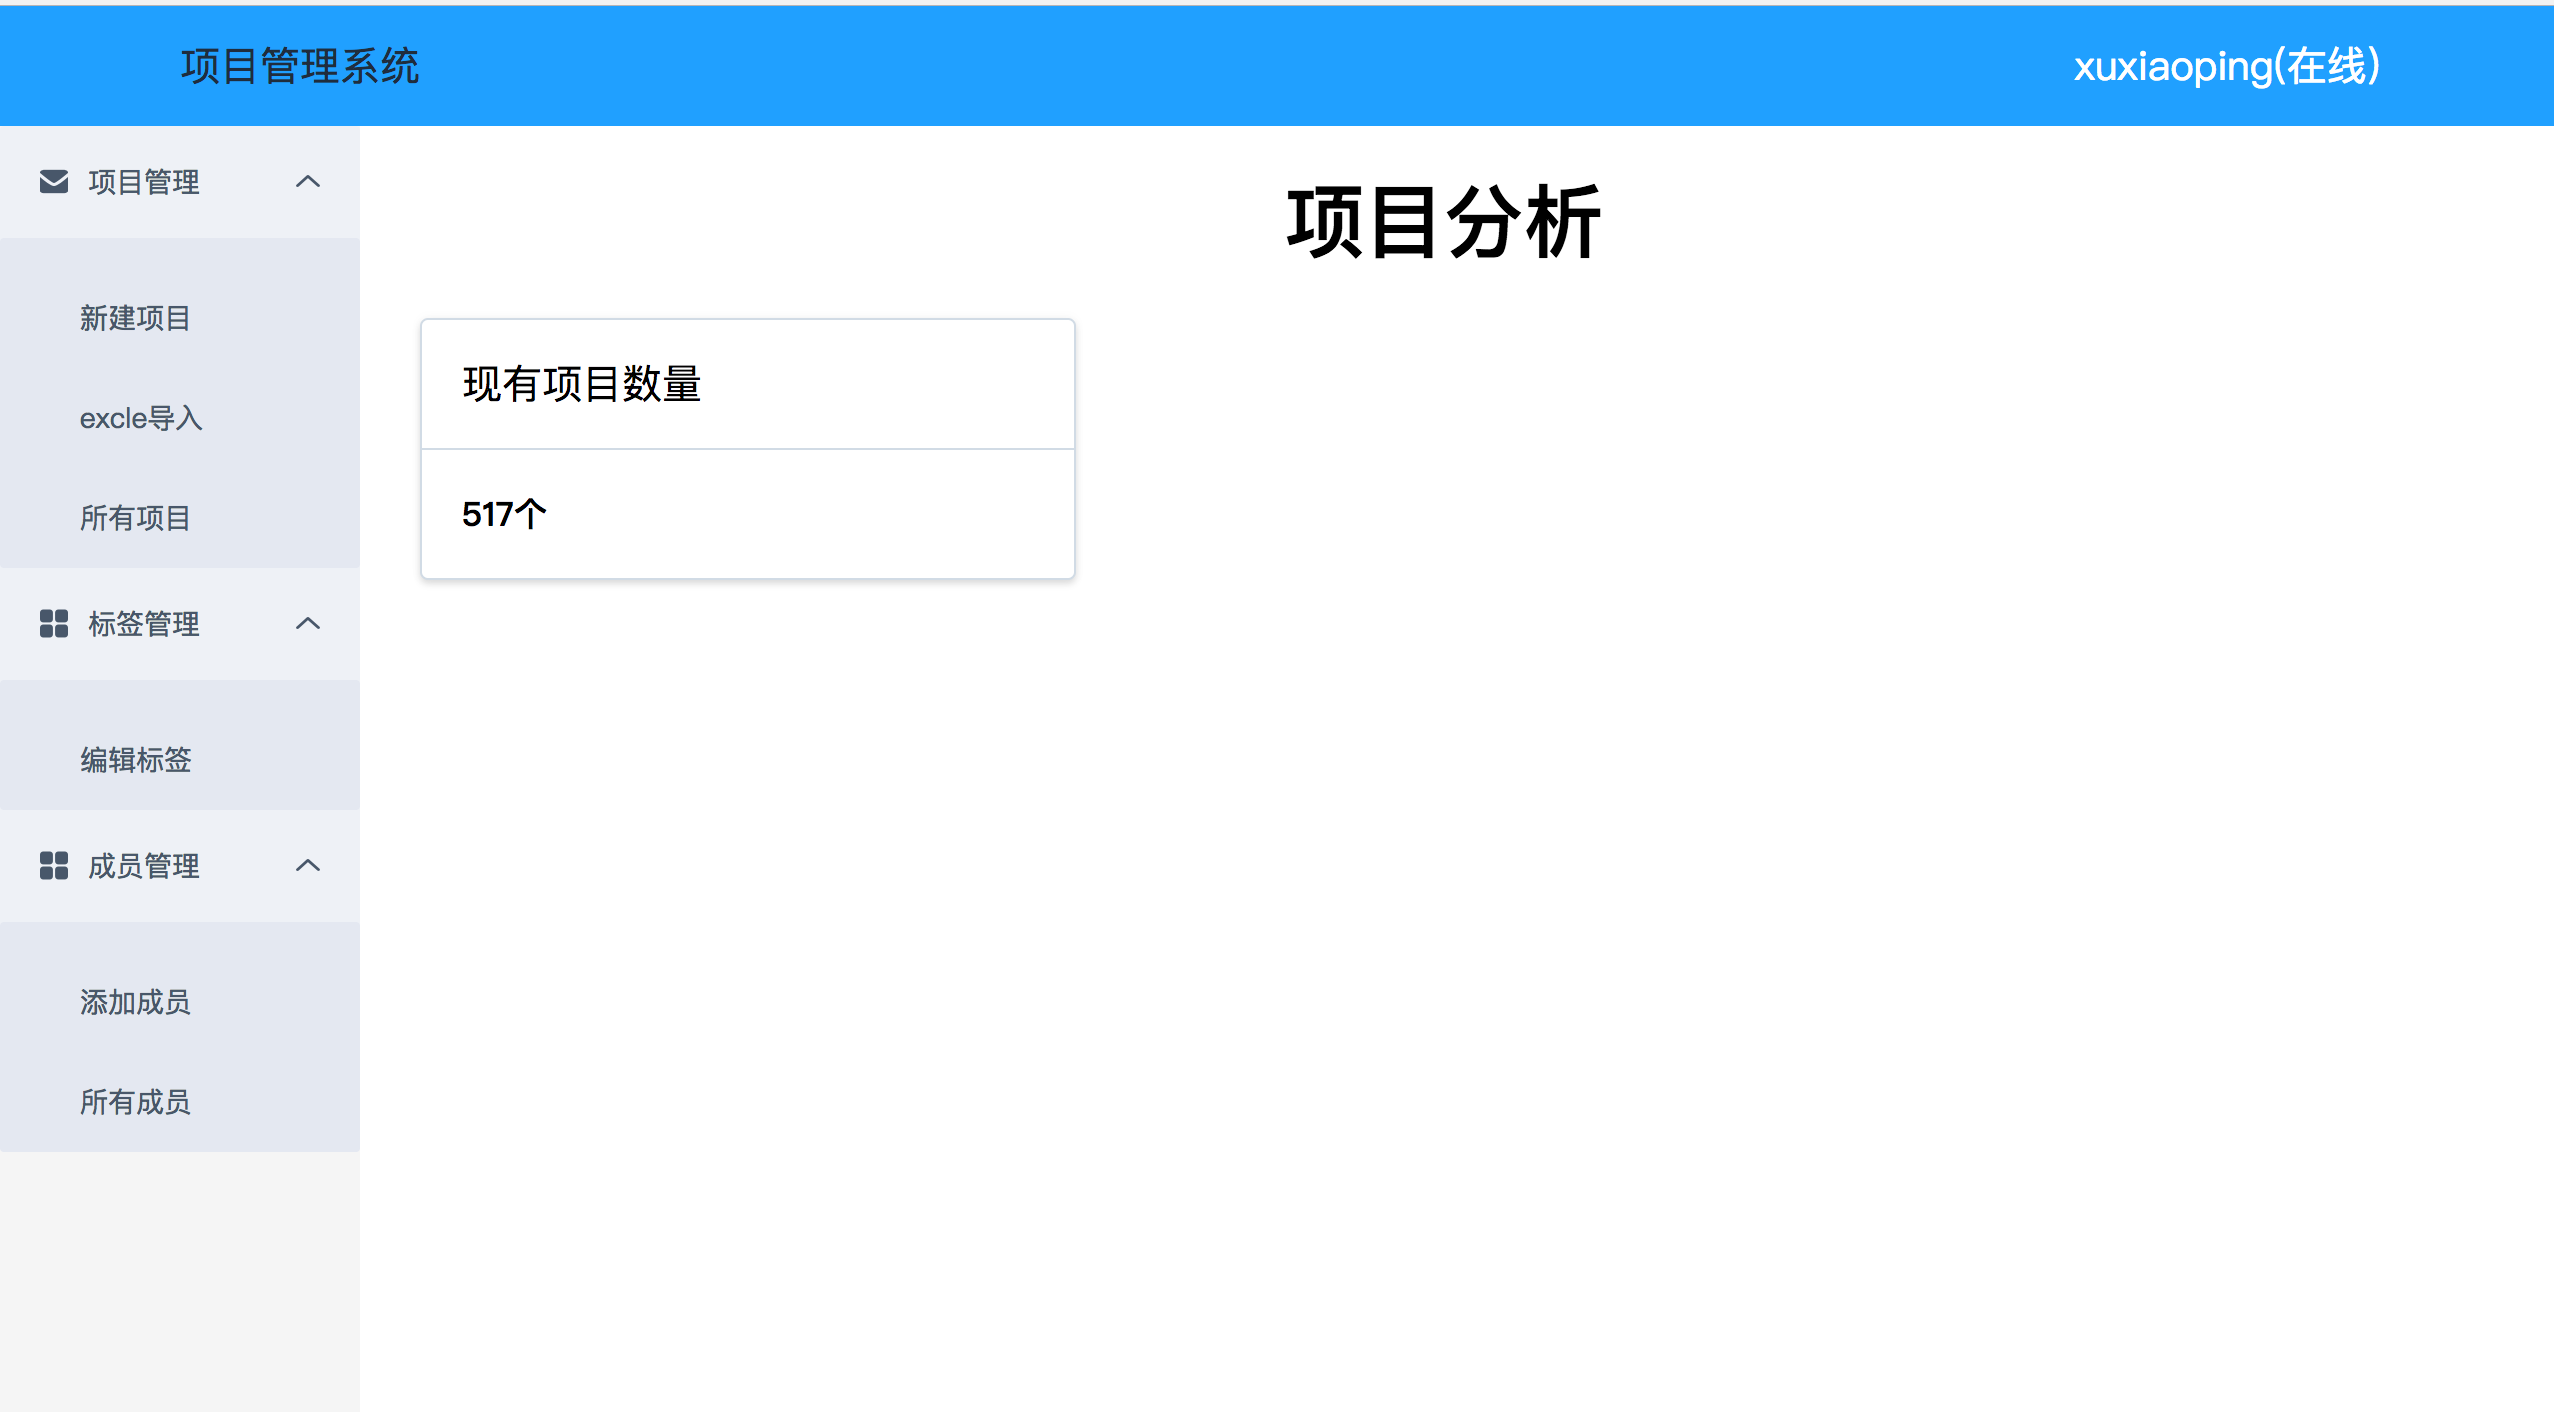 项目管理系统
xuxiaoping(在线)
项目管理
新建项目
excle导入
所有项目
标签管理
编辑标签
成员管理
添加成员
所有成员
项目分析
现有项目数量
517个